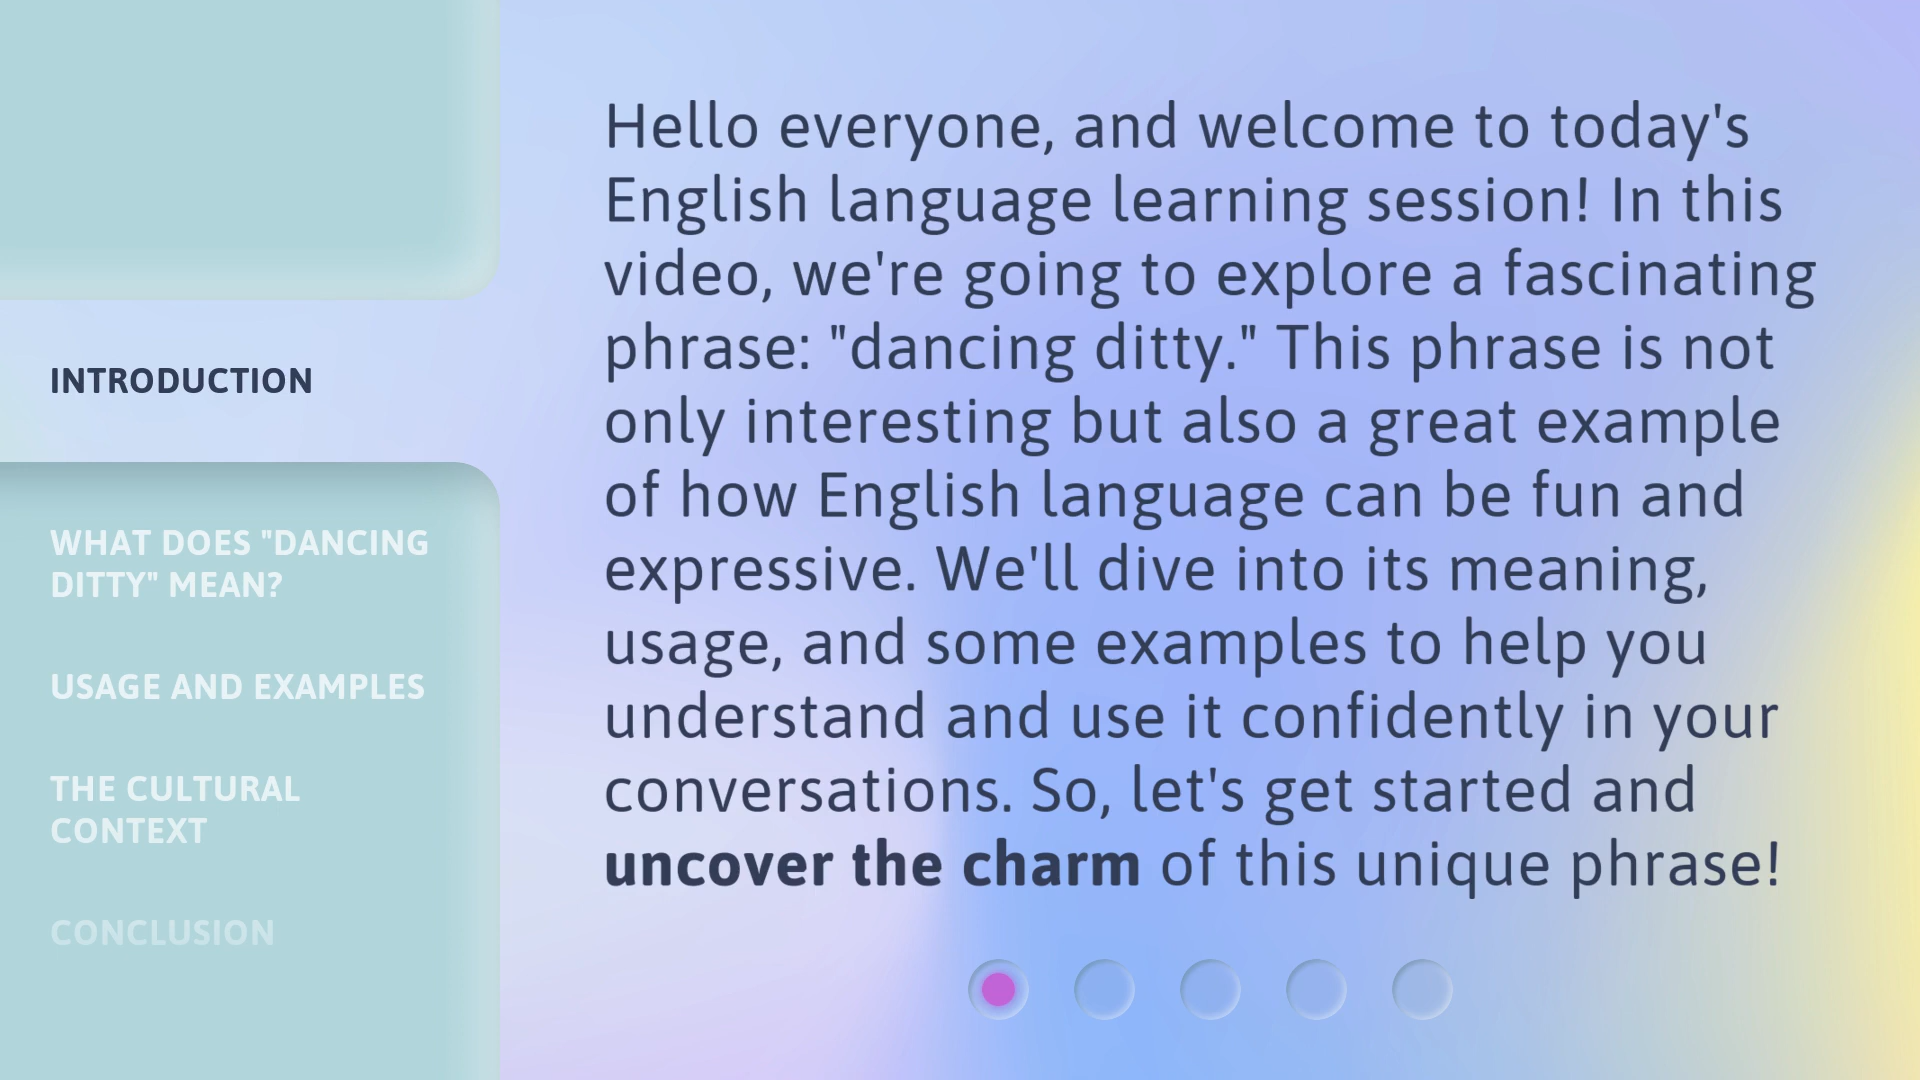 INTRODUCTION
WHAT DOES "DANCING
DITTY" MEAN?
USAGE AND EXAMPLES
THE CULTURAL
CONTEXT
CONCLUSION
Hello everyone, and welcome to today's
English language learning session! In this
video, we're going to explore a fascinating
phrase: "dancing ditty." This phrase is not
only interesting but also a great example
of how English language can be fun and
expressive. We'll dive into its meaning,
usage, and some examples to help you
understand and use it confidently in your
conversations. So, let's get started and
uncover the charm of this unique phrase!